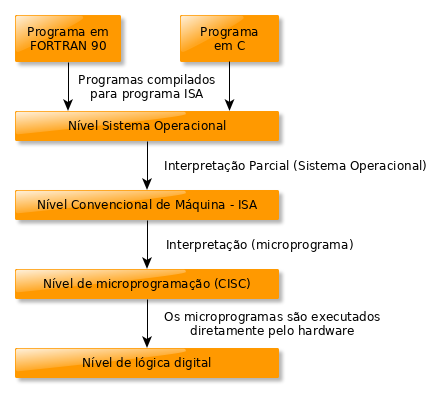 Programa em
FORTRAN 90
Programa
em C
Programas compilados
para programa ISA
Nível Sistema Operacional
Interpretação Parcial (Sistema Operacional)
Nível Convencional de Máquina - ISA
Interpretação (microprograma)
Nível de microprogramação (CISC)
Os microprogramas são executados
diretamente pelo hardware
Nível de lógica digital